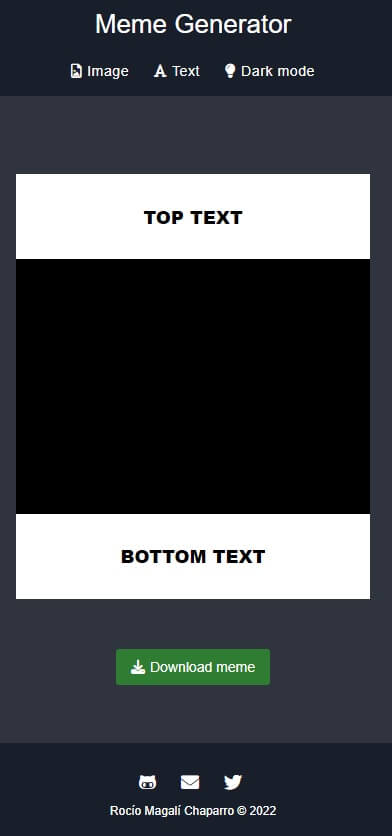 Meme Generator
Image Text Dark mode
TOP TEXT
BOTTOM TEXT
Download meme
Rocío Magalí Chaparro © 2022